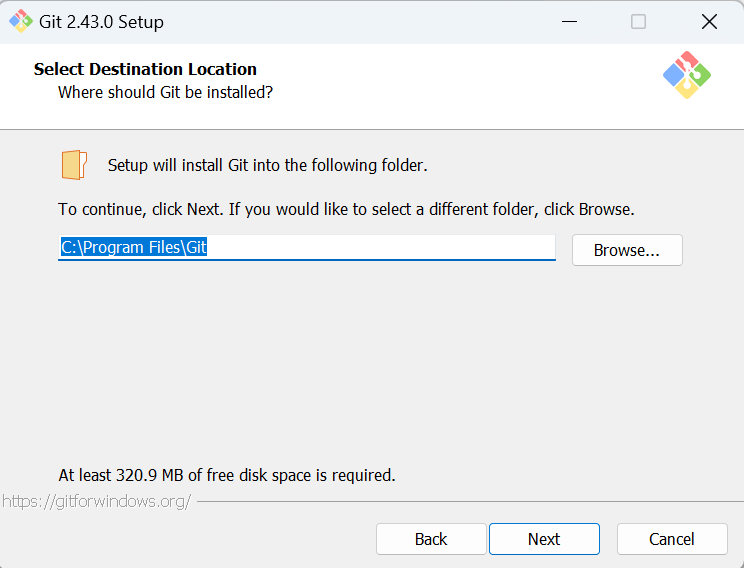 Git 2.43.0 Setup
Select Destination Location
Where should Git be installed?
Setup will install Git into the following folder.
To continue, click Next. If you would like to select a different folder, click Browse.
C:\Program Files\Git
Browse...
At least 320.9 MB of free disk space is required.
https://gitforwindows.org/
Back
Next
Cancel